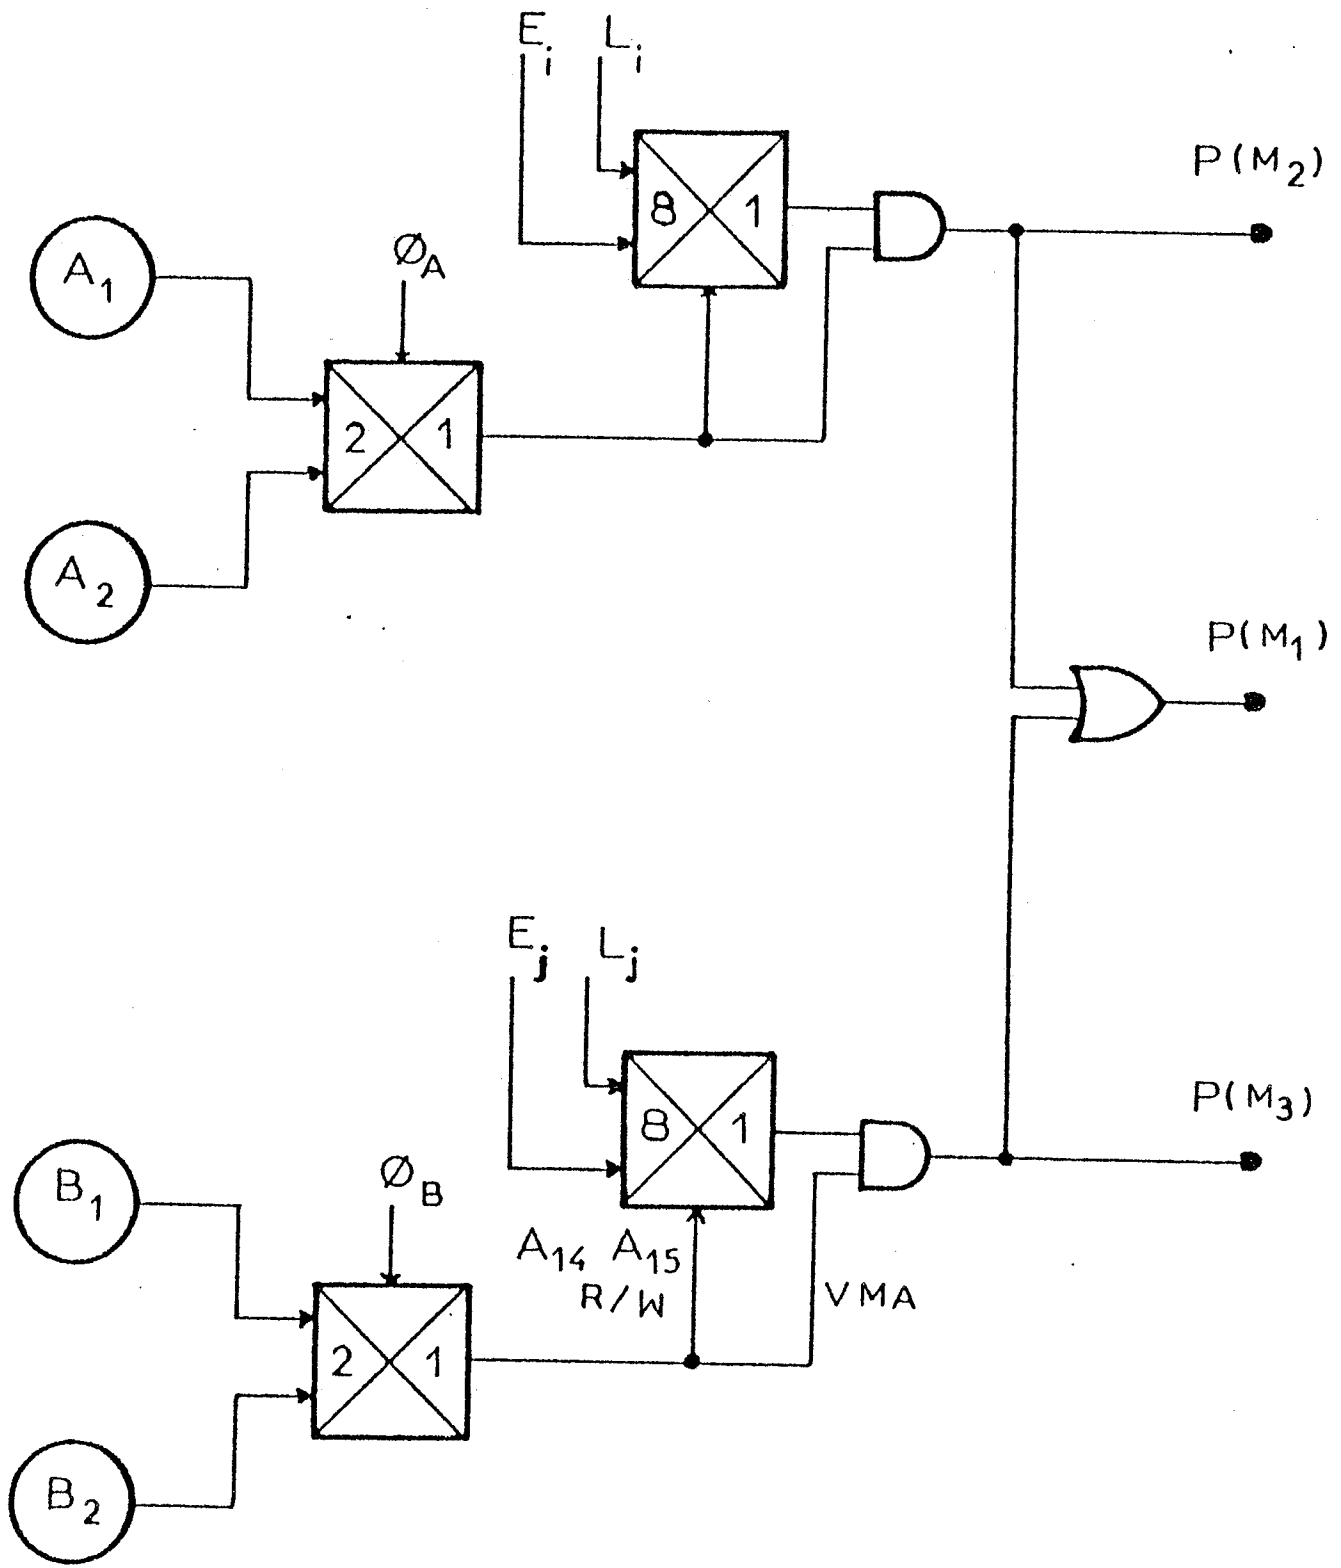 E_i L_i
P(M_2)
8 1
A_1
Ø_A
2 1
A_2
P(M_1)
E_j L_j
P(M_3)
8 1
B_1
Ø_B
A_14 A_15
R/W
VMA
2 1
B_2